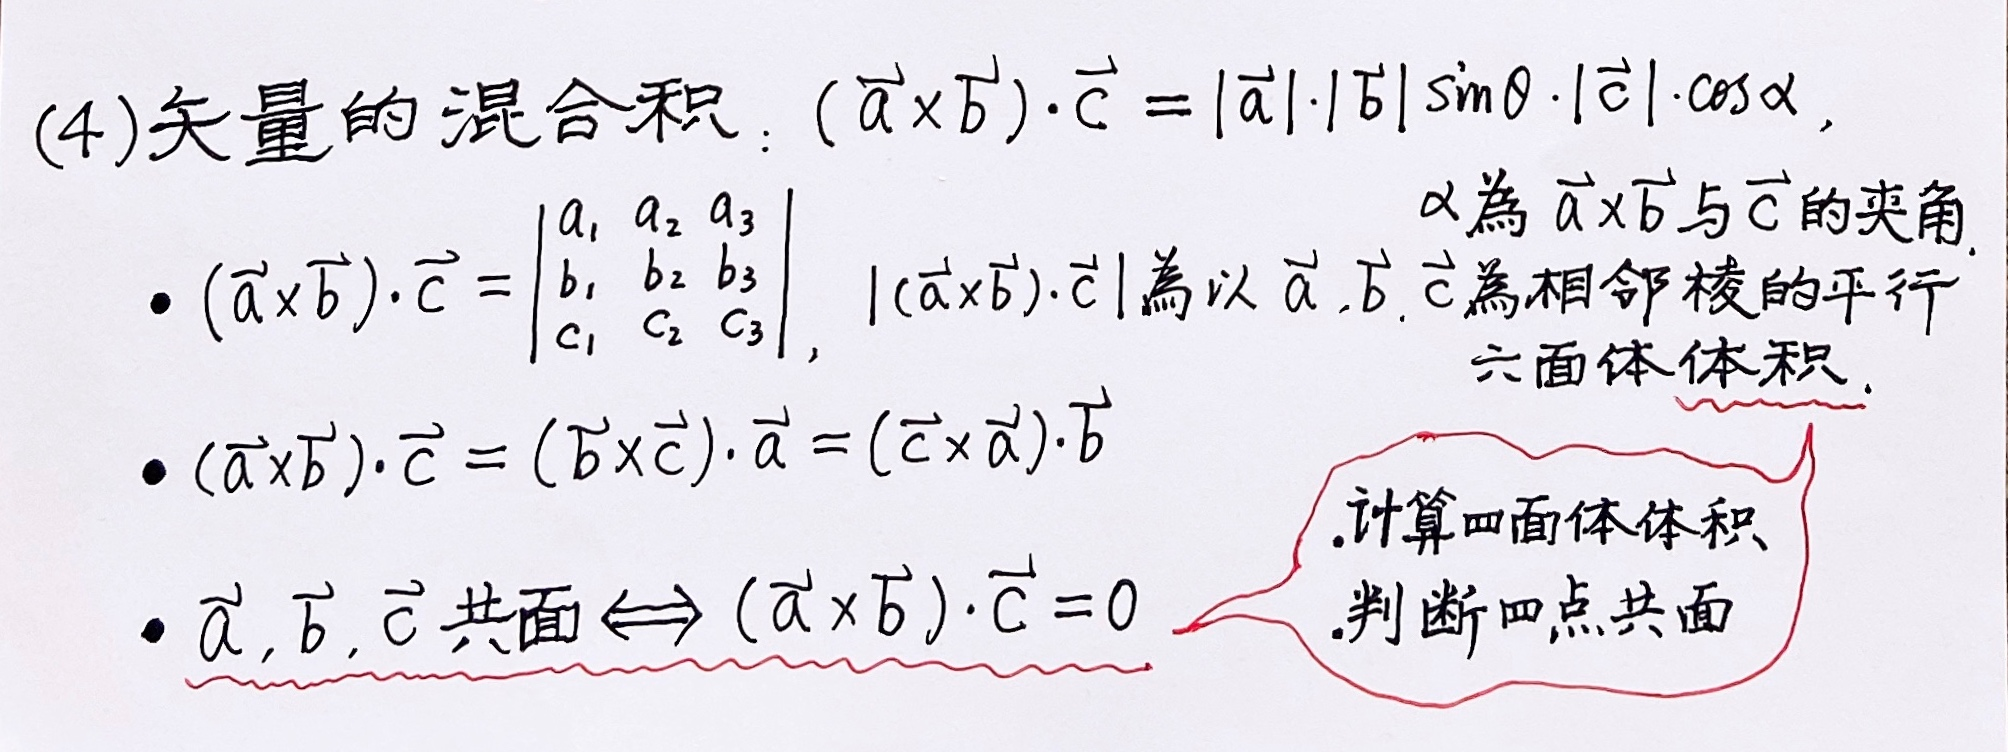 (4)矢量的混合积: (a⃗×b⃗)·c⃗ = |a⃗|·|b⃗| sinθ·|c⃗|·cosα,
α為 a⃗×b⃗ 与 c⃗ 的夹角.
• (a⃗×b⃗)·c⃗ = | a₁ a₂ a₃ |
| b₁ b₂ b₃ |
| c₁ c₂ c₃ |, |(a⃗×b⃗)·c⃗| 為以 a⃗,b⃗,c⃗ 為相邻棱的平行
六面体体积.
• (a⃗×b⃗)·c⃗ = (b⃗×c⃗)·a⃗ = (c⃗×a⃗)·b⃗
• a⃗, b⃗, c⃗ 共面 ⟺ (a⃗×b⃗)·c⃗ = 0
.计算四面体体积、
.判断四点共面